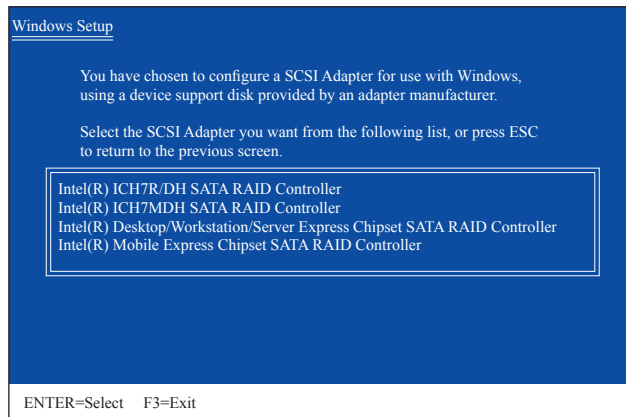 Windows Setup
You have chosen to configure a SCSI Adapter for use with Windows,
using a device support disk provided by an adapter manufacturer.
Select the SCSI Adapter you want from the following list, or press ESC
to return to the previous screen.
Intel(R) ICH7R/DH SATA RAID Controller
Intel(R) ICH7MDH SATA RAID Controller
Intel(R) Desktop/Workstation/Server Express Chipset SATA RAID Controller
Intel(R) Mobile Express Chipset SATA RAID Controller
ENTER=Select F3=Exit